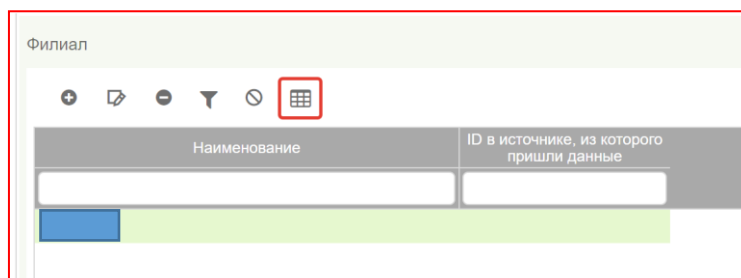 Филиал
Наименование
ID в источнике, из которого
пришли данные